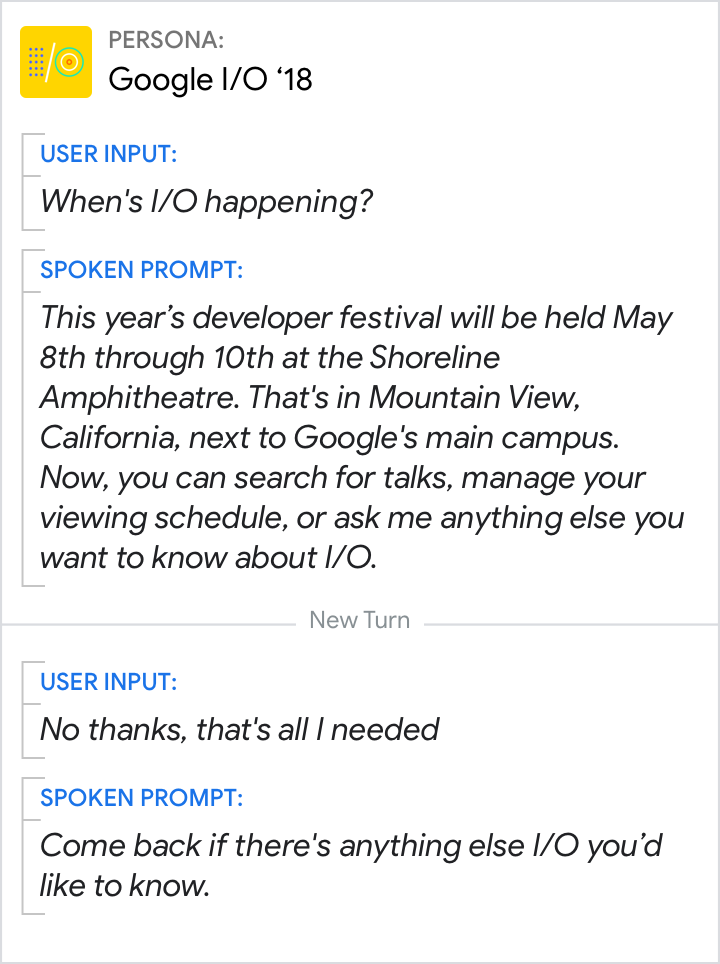 PERSONA:
Google I/O ‘18
USER INPUT:
When's I/O happening?
SPOKEN PROMPT:
This year’s developer festival will be held May
8th through 10th at the Shoreline
Amphitheatre. That's in Mountain View,
California, next to Google's main campus.
Now, you can search for talks, manage your
viewing schedule, or ask me anything else you
want to know about I/O.
New Turn
USER INPUT:
No thanks, that's all I needed
SPOKEN PROMPT:
Come back if there's anything else I/O you’d
like to know.